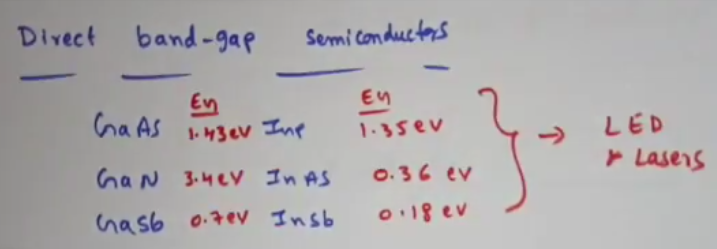 Direct band-gap semiconductors
Eg Eg
GaAs 1.43eV InP 1.35ev
GaN 3.4eV InAs 0.36 ev
GaSb 0.7eV InSb 0.18 ev
→ LED
& Lasers